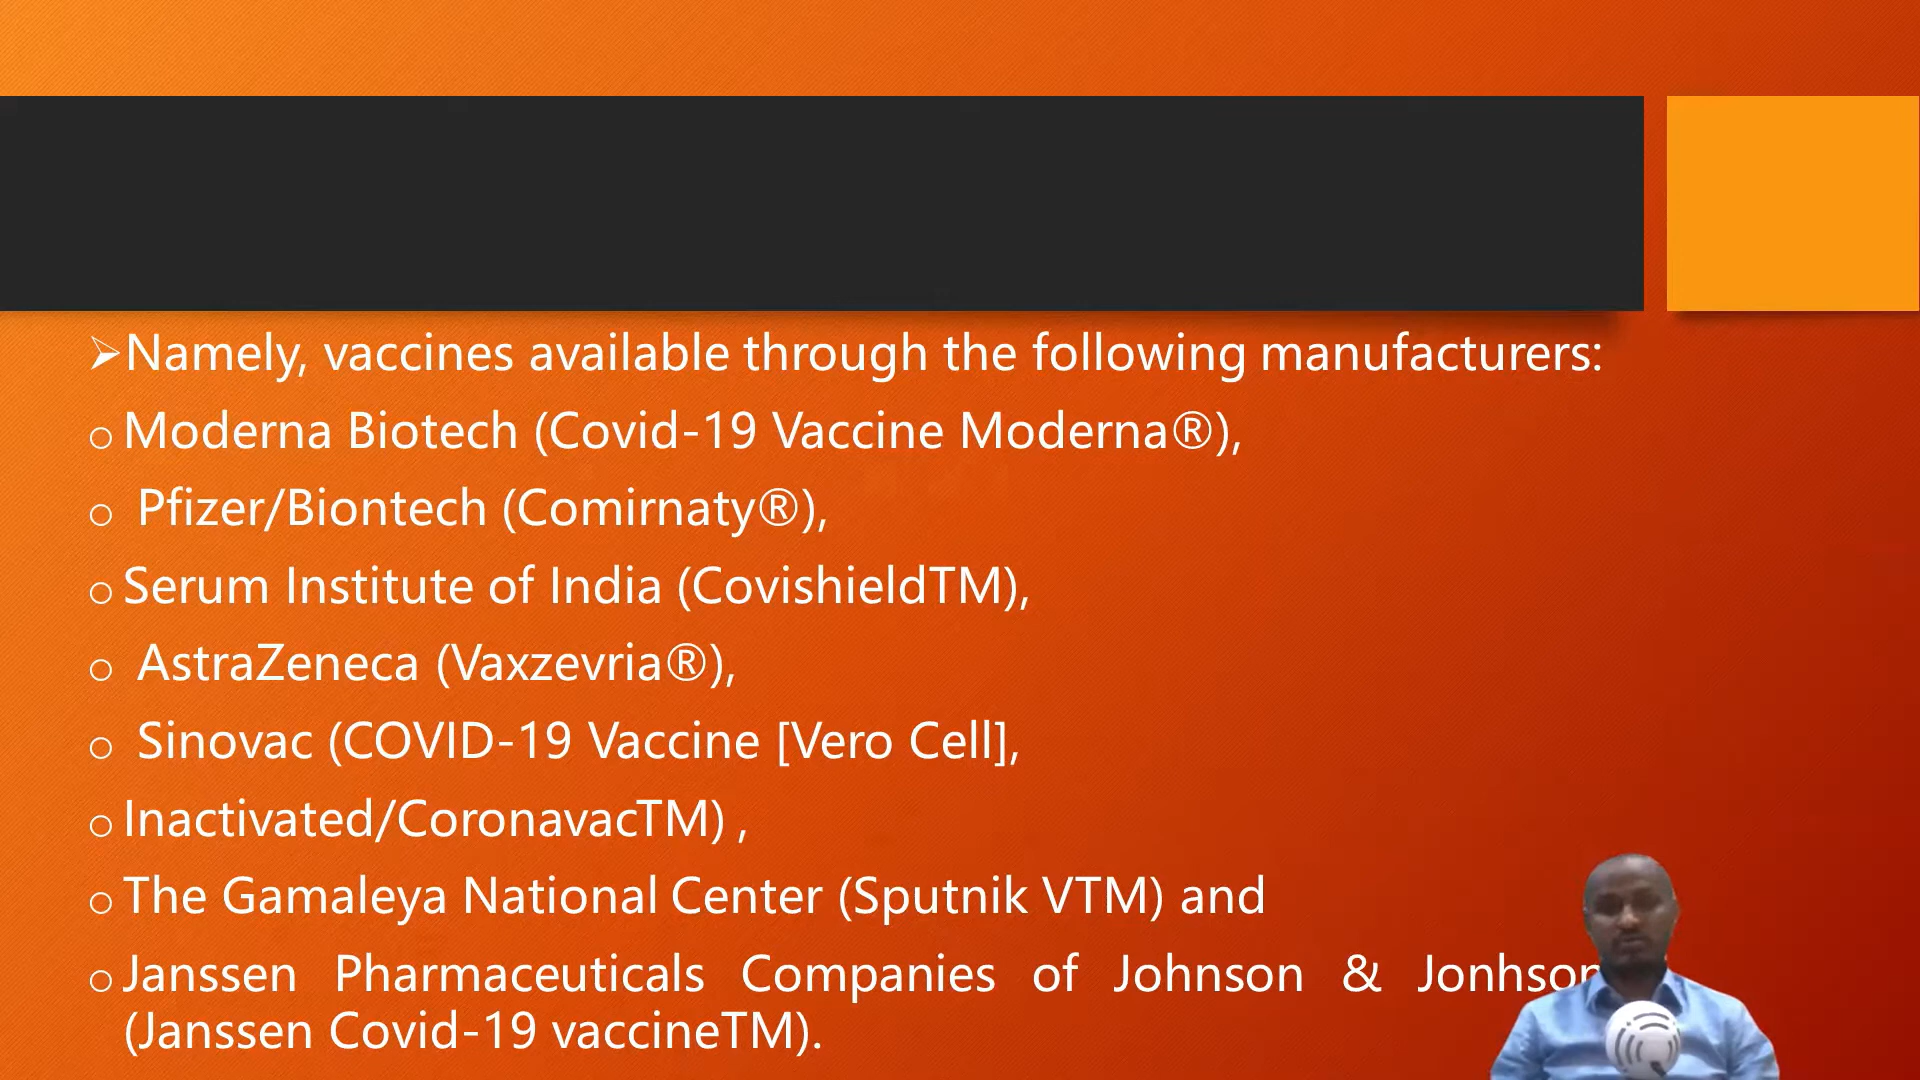 ➢Namely, vaccines available through the following manufacturers:
o Moderna Biotech (Covid-19 Vaccine Moderna®),
o Pfizer/Biontech (Comirnaty®),
o Serum Institute of India (CovishieldTM),
o AstraZeneca (Vaxzevria®),
o Sinovac (COVID-19 Vaccine [Vero Cell],
o Inactivated/CoronavacTM) ,
o The Gamaleya National Center (Sputnik VTM) and
o Janssen Pharmaceuticals Companies of Johnson & Jonhson
(Janssen Covid-19 vaccineTM).